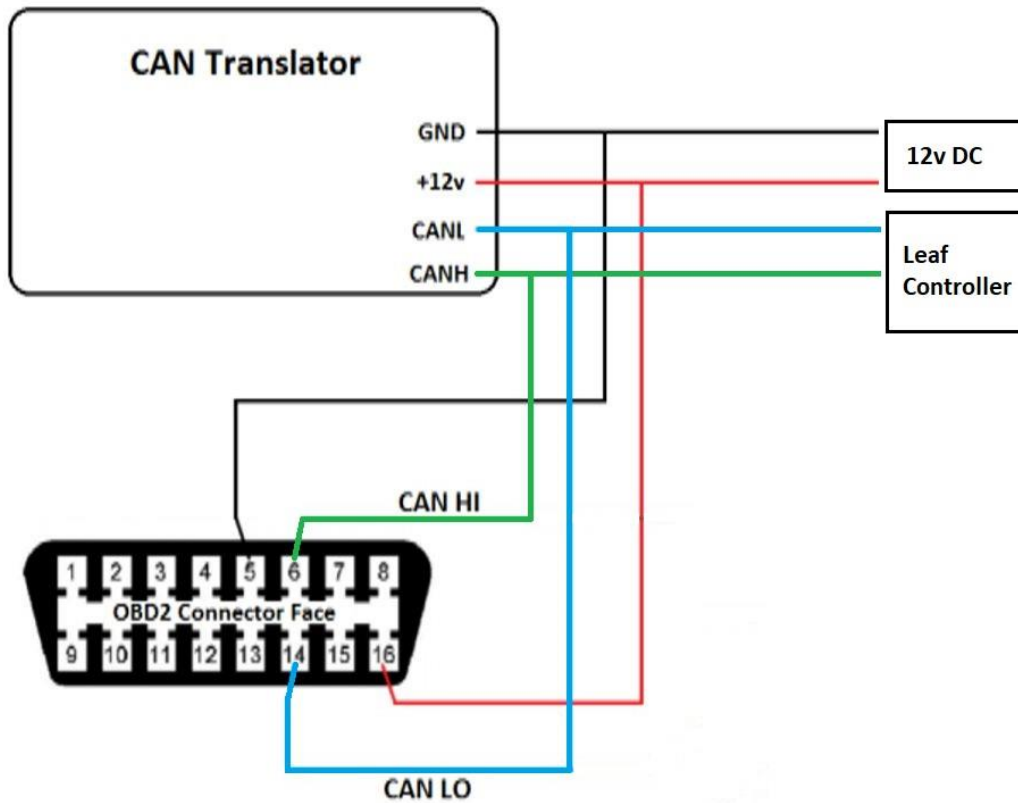 CAN Translator
GND
+12v
CANL
CANH
12v DC
Leaf
Controller
CAN HI
1 2 3 4 5 6 7 8
OBD2 Connector Face
9 10 11 12 13 14 15 16
CAN LO